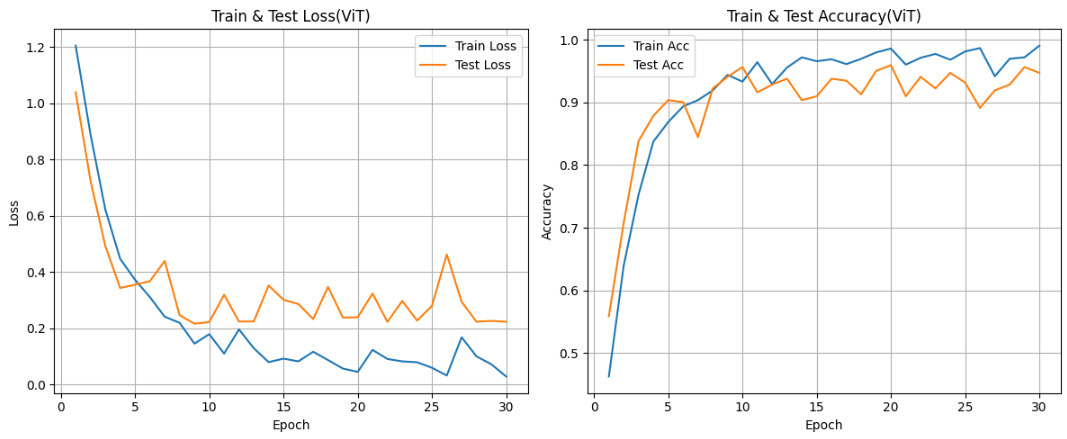 Train & Test Loss(ViT)
Train Loss
Test Loss
1.2
1.0
0.8
0.6
0.4
0.2
0.0
Loss
0 5 10 15 20 25 30
Epoch
Train & Test Accuracy(ViT)
Train Acc
Test Acc
1.0
0.9
0.8
0.7
0.6
0.5
Accuracy
0 5 10 15 20 25 30
Epoch